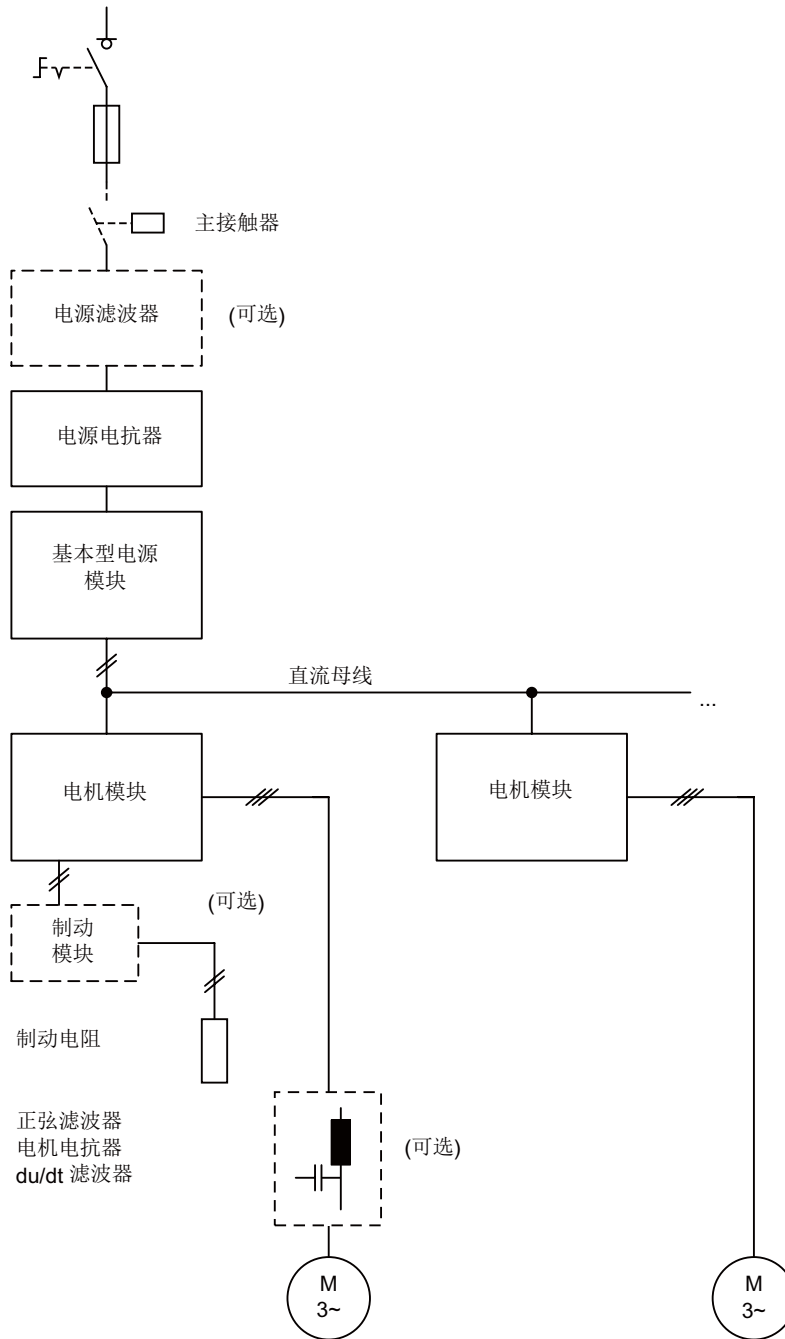 主接触器
电源滤波器
(可选)
电源电抗器
基本型电源
模块
直流母线
...
电机模块
电机模块
(可选)
制动
模块
制动电阻
正弦滤波器
电机电抗器
du/dt 滤波器
(可选)
M
3~
M
3~